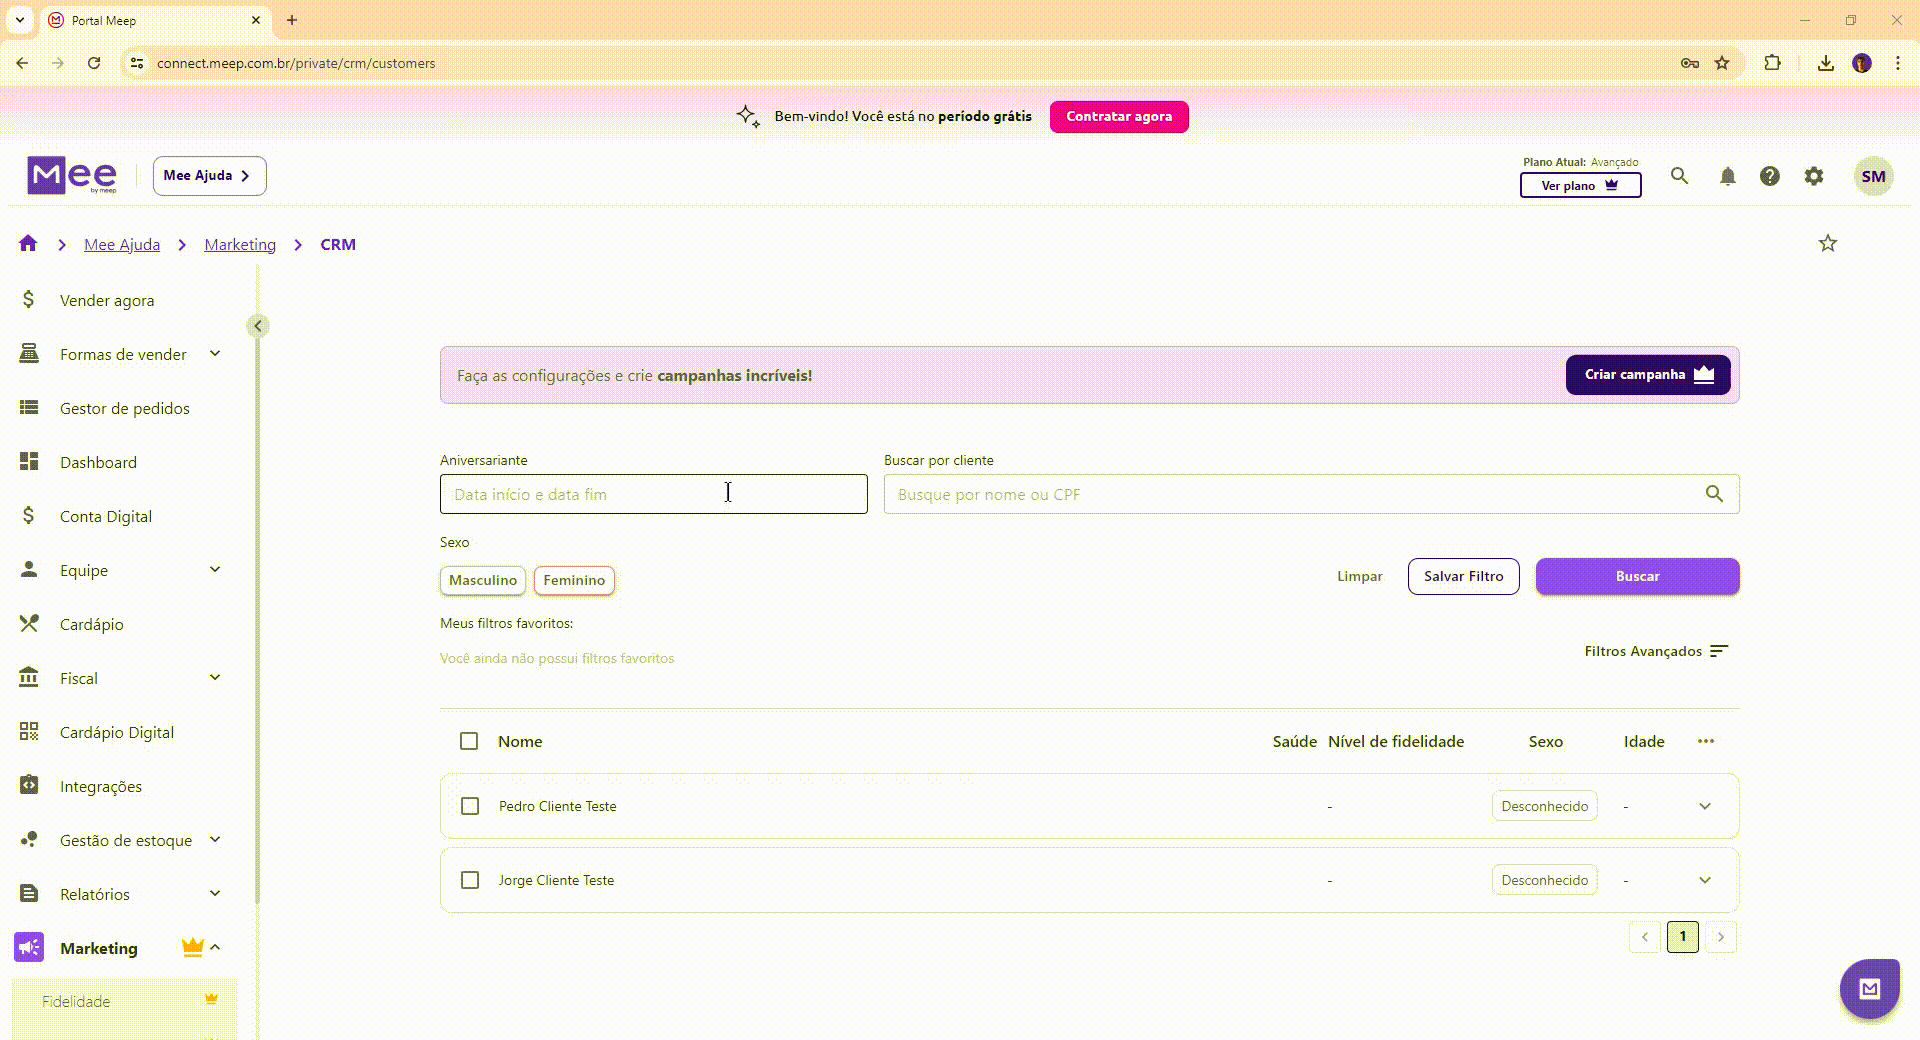 Portal Meep
connect.meep.com.br/private/crm/customers
Bem-vindo! Você está no período grátis
Contratar agora
Mee
by meep
Mee Ajuda
Plano Atual: Avançado
Ver plano
SM
Mee Ajuda
Marketing
CRM
Vender agora
Formas de vender
Gestor de pedidos
Dashboard
Conta Digital
Equipe
Cardápio
Fiscal
Cardápio Digital
Integrações
Gestão de estoque
Relatórios
Marketing
Fidelidade
Faça as configurações e crie campanhas incríveis!
Criar campanha
Aniversariante
Buscar por cliente
Data início e data fim
Busque por nome ou CPF
Sexo
Masculino
Feminino
Limpar
Salvar Filtro
Buscar
Meus filtros favoritos:
Você ainda não possui filtros favoritos
Filtros Avançados
Nome Saúde Nível de fidelidade Sexo Idade
Pedro Cliente Teste - Desconhecido -
Jorge Cliente Teste - Desconhecido -
1